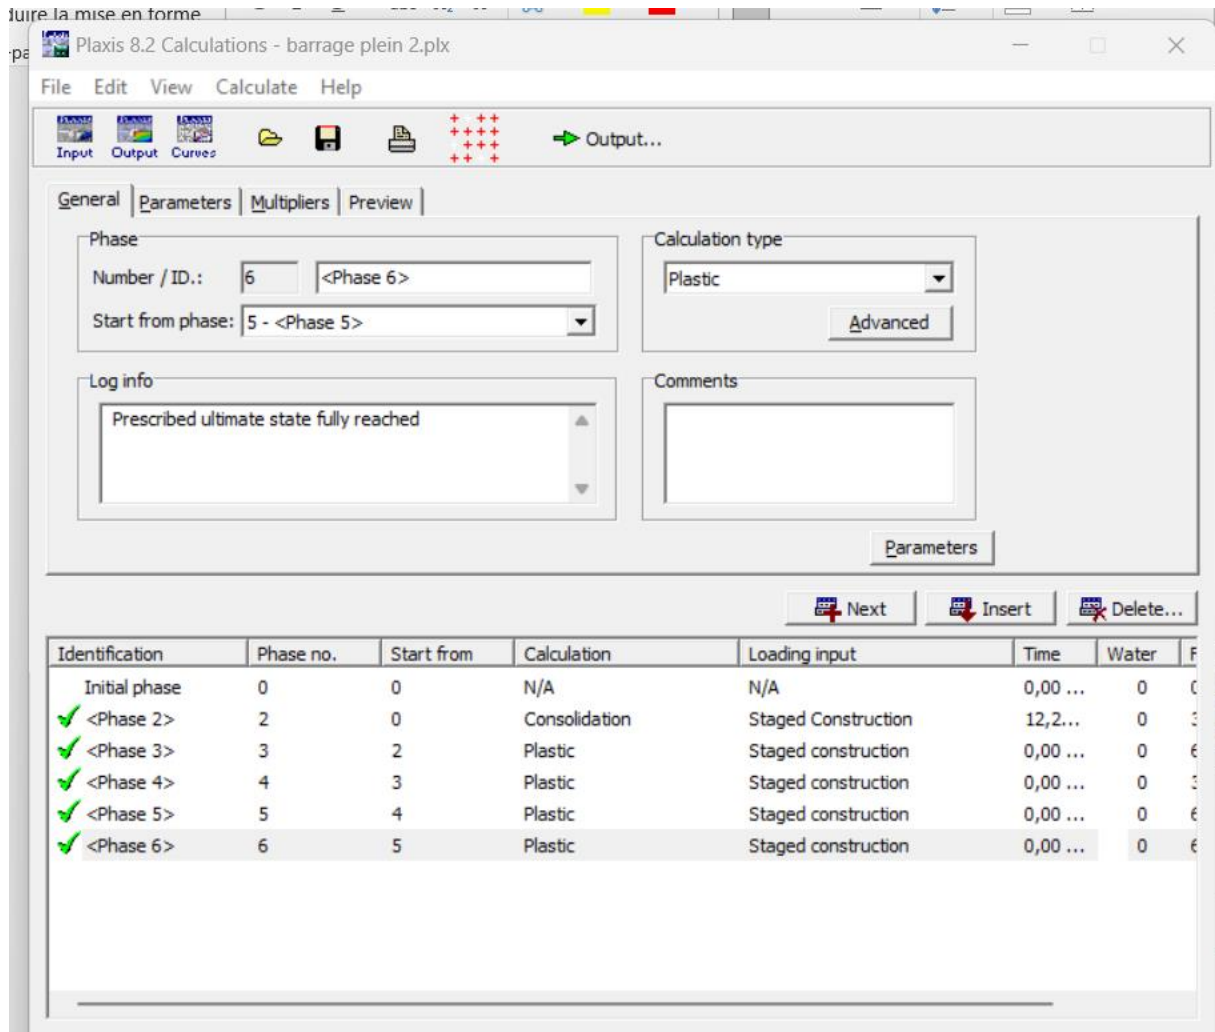 duire la mise en forme
Plaxis 8.2 Calculations - barrage plein 2.plx
File Edit View Calculate Help
Input Output Curves Output...
General Parameters Multipliers Preview
Phase Calculation type
Number / ID.: 6 <Phase 6> Plastic
Start from phase: 5 - <Phase 5> Advanced
Log info Comments
Prescribed ultimate state fully reached
Parameters
Next Insert Delete...
Identification Phase no. Start from Calculation Loading input Time Water F
Initial phase 0 0 N/A N/A 0,00 ... 0
<Phase 2> 2 0 Consolidation Staged Construction 12,2... 0
<Phase 3> 3 2 Plastic Staged construction 0,00 ... 0
<Phase 4> 4 3 Plastic Staged construction 0,00 ... 0
<Phase 5> 5 4 Plastic Staged construction 0,00 ... 0
<Phase 6> 6 5 Plastic Staged construction 0,00 ... 0